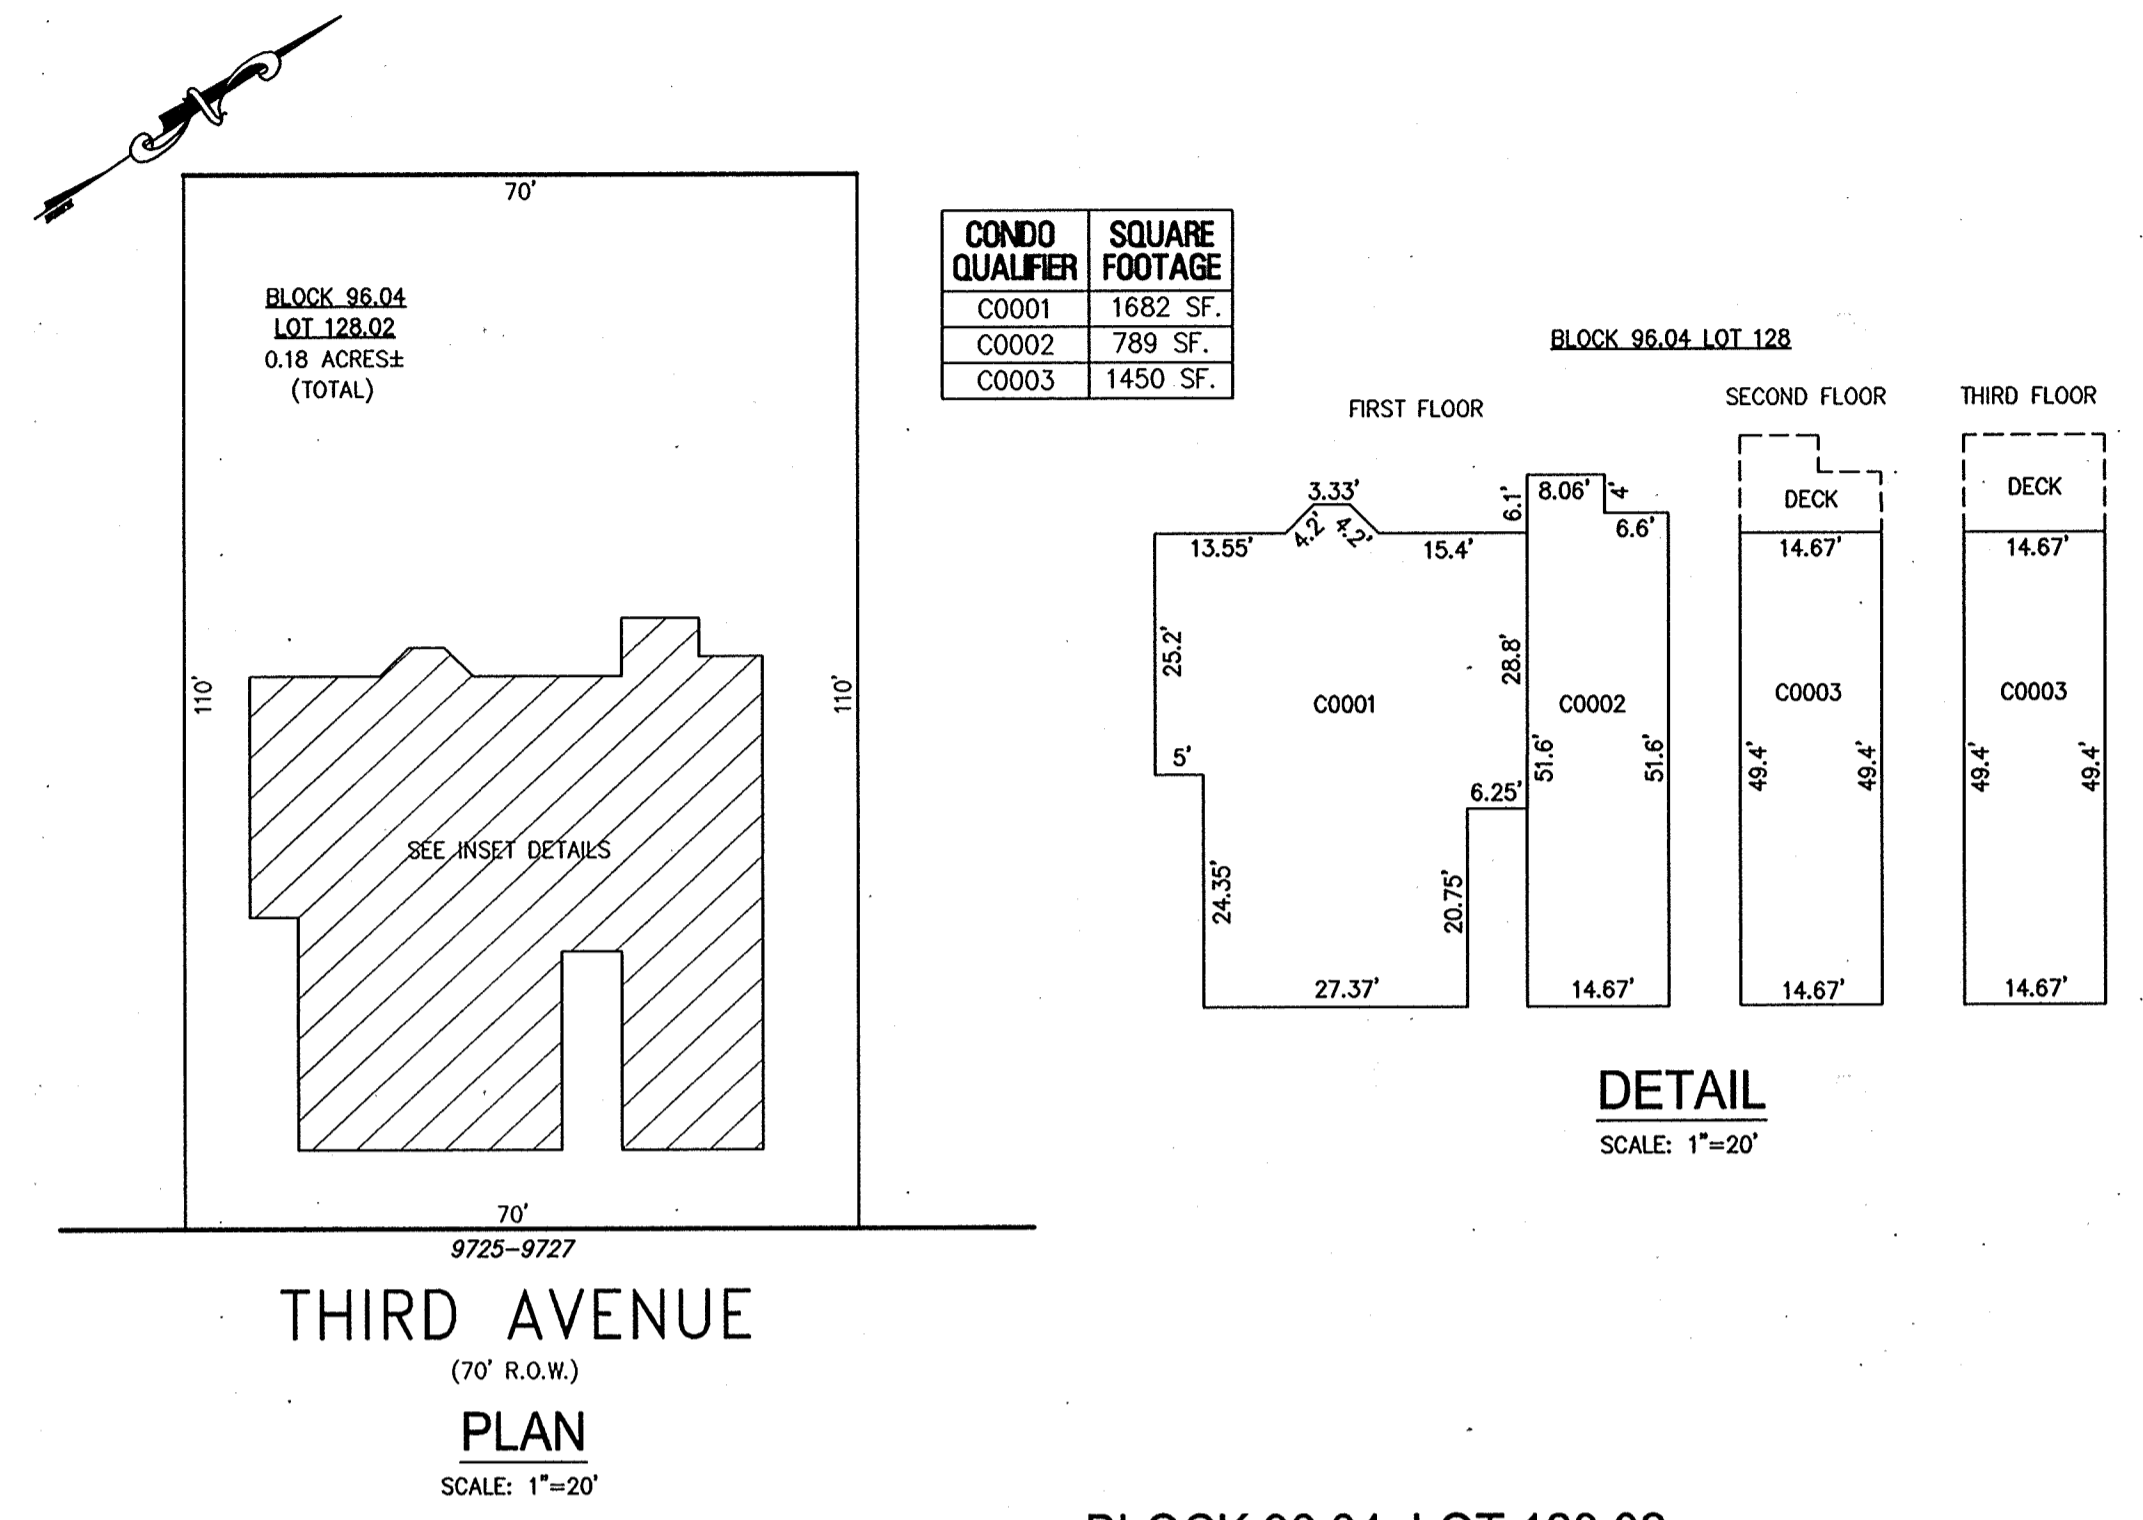 70'
BLOCK 96.04
LOT 128.02
0.18 ACRES±
(TOTAL)
110'
110'
SEE INSET DETAILS
70'
9725-9727
THIRD AVENUE
(70' R.O.W.)
PLAN
SCALE: 1"=20'
CONDO QUALIFIER SQUARE FOOTAGE
C0001 1682 SF.
C0002 789 SF.
C0003 1450 SF.
BLOCK 96.04 LOT 128
FIRST FLOOR
3.33'
4.2'
4.2'
13.55'
15.4'
6.1'
8.06'
4'
6.6'
25.2'
28.8'
C0001
C0002
5'
6.25'
51.6'
51.6'
24.35'
20.75'
27.37'
14.67'
SECOND FLOOR
DECK
14.67'
C0003
49.4'
49.4'
14.67'
THIRD FLOOR
DECK
14.67'
C0003
49.4'
49.4'
14.67'
DETAIL
SCALE: 1"=20'